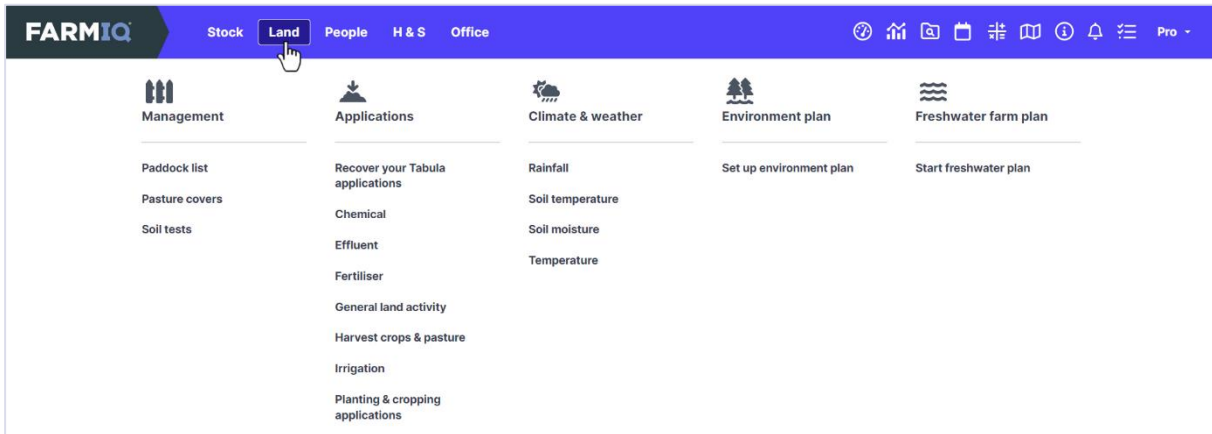 FARMIQ Stock Land People H & S Office Pro
Management
Paddock list
Pasture covers
Soil tests
Applications
Recover your Tabula
applications
Chemical
Effluent
Fertiliser
General land activity
Harvest crops & pasture
Irrigation
Planting & cropping
applications
Climate & weather
Rainfall
Soil temperature
Soil moisture
Temperature
Environment plan
Set up environment plan
Freshwater farm plan
Start freshwater plan